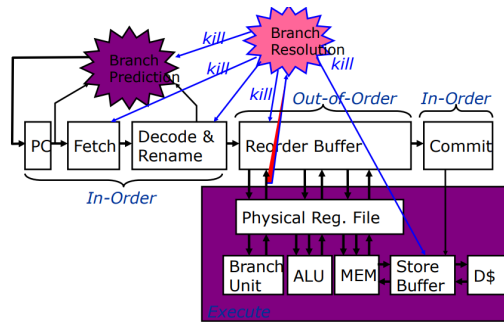 Branch
Prediction
kill
kill
Branch
Resolution
kill
kill
Out-of-Order
In-Order
PC
Fetch
Decode &
Rename
Reorder Buffer
Commit
In-Order
Physical Reg. File
Branch
Unit
ALU
MEM
Store
Buffer
D$
Execute